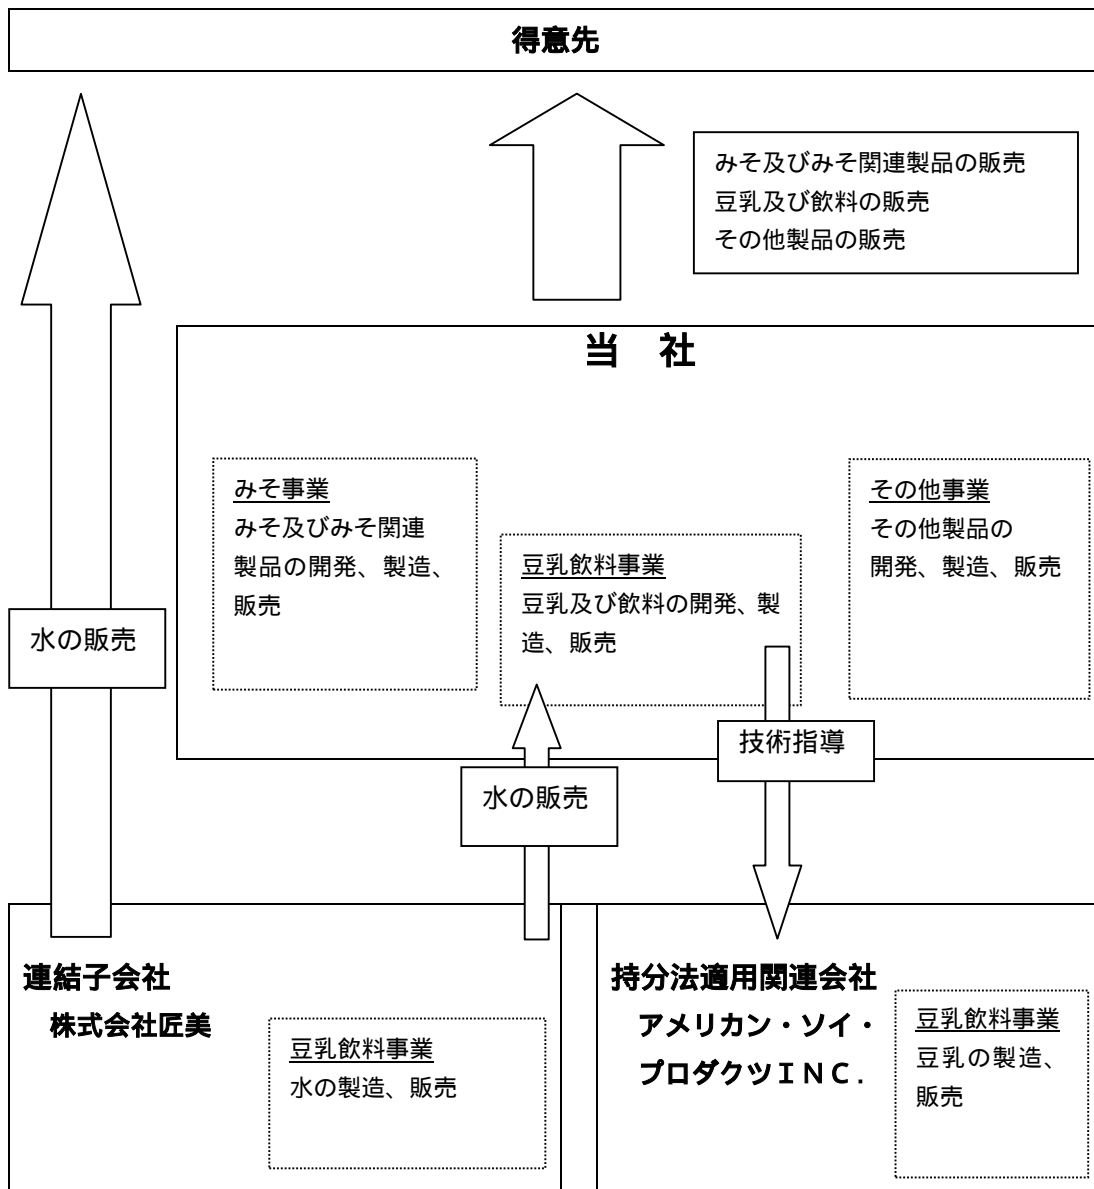 得意先
みそ及びみそ関連製品の販売
豆乳及び飲料の販売
その他製品の販売
当　社
みそ事業
みそ及びみそ関連
製品の開発、製造、
販売
豆乳飲料事業
豆乳及び飲料の開発、製
造、販売
その他事業
その他製品の
開発、製造、販売
水の販売
技術指導
水の販売
連結子会社
株式会社匠美
豆乳飲料事業
水の製造、販売
持分法適用関連会社
アメリカン・ソイ・
プロダクツＩＮＣ．
豆乳飲料事業
豆乳の製造、
販売